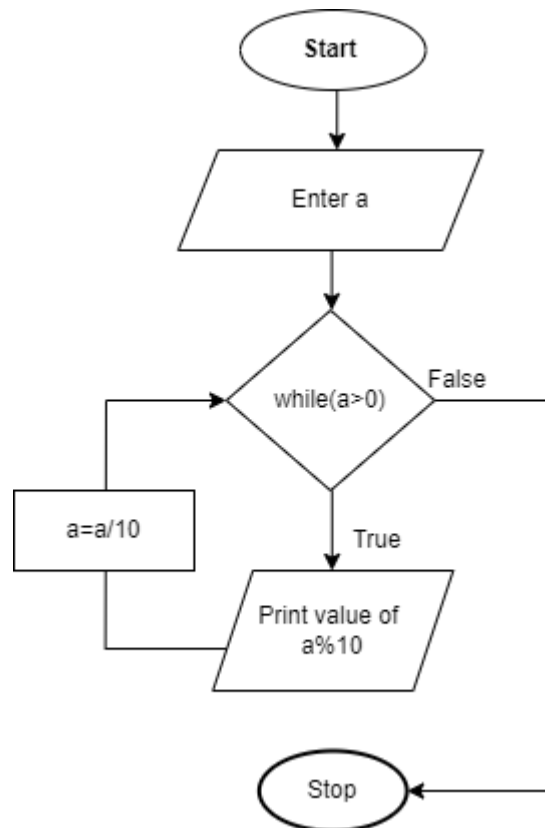 Start
Enter a
while(a>0)
False
True
a=a/10
Print value of
a%10
Stop